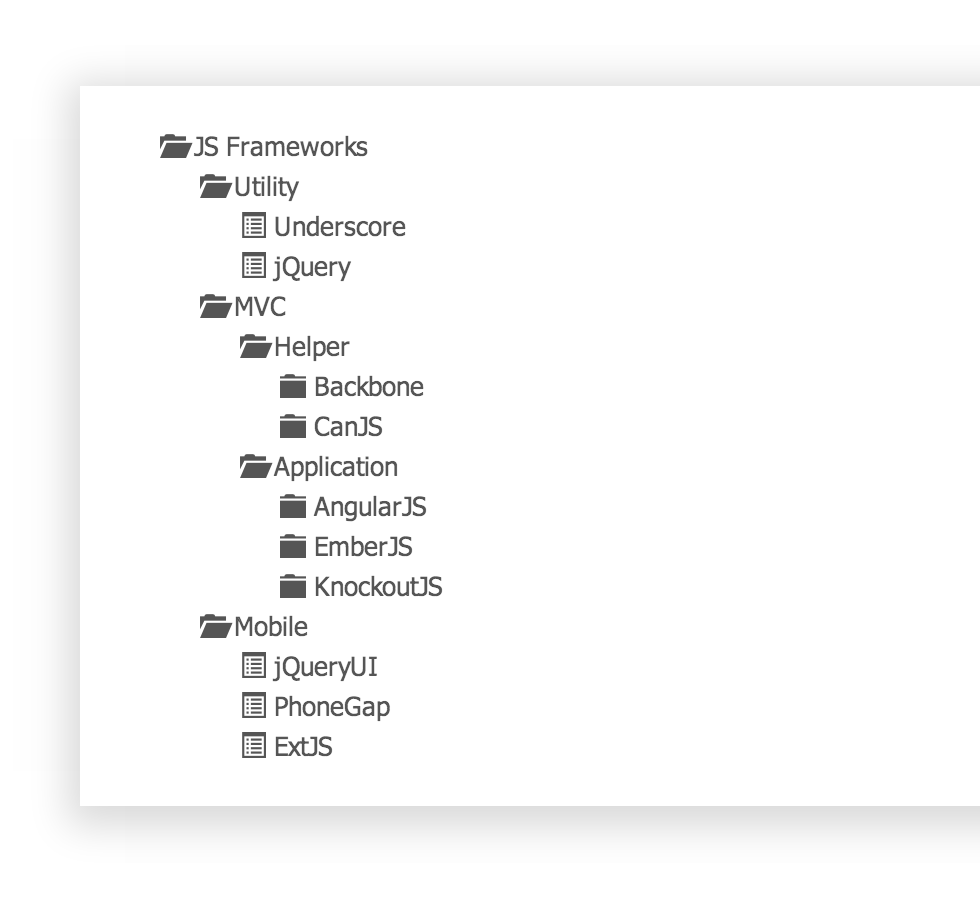 JS Frameworks
Utility
Underscore
jQuery
MVC
Helper
Backbone
CanJS
Application
AngularJS
EmberJS
KnockoutJS
Mobile
jQueryUI
PhoneGap
ExtJS